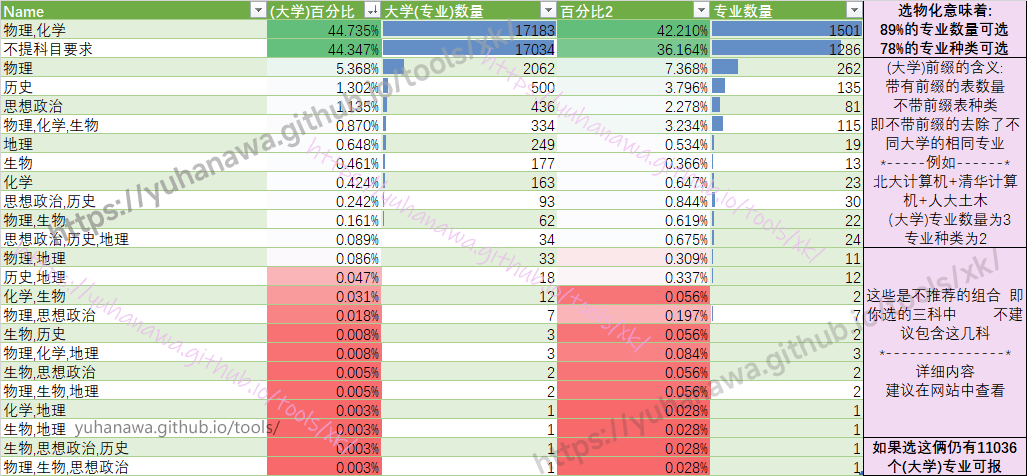 Name (大学)百分比 大学(专业)数量 百分比2 专业数量
物理,化学 44.735% 17183 42.210% 1501
不提科目要求 44.347% 17034 36.164% 1286
物理 5.368% 2062 7.368% 262
历史 1.302% 500 3.796% 135
思想政治 1.135% 436 2.278% 81
物理,化学,生物 0.870% 334 3.234% 115
地理 0.648% 249 0.534% 19
生物 0.461% 177 0.366% 13
化学 0.424% 163 0.647% 23
思想政治,历史 0.242% 93 0.844% 30
物理,生物 0.161% 62 0.619% 22
思想政治,历史,地理 0.089% 34 0.675% 24
物理,地理 0.086% 33 0.309% 11
历史,地理 0.047% 18 0.337% 12
化学,生物 0.031% 12 0.056% 2
物理,思想政治 0.018% 7 0.197% 7
生物,历史 0.008% 3 0.056% 2
物理,化学,地理 0.008% 3 0.084% 3
生物,思想政治 0.005% 2 0.056% 2
物理,生物,地理 0.005% 2 0.056% 2
化学,地理 0.003% 1 0.028% 1
生物,地理 0.003% 1 0.028% 1
生物,思想政治,历史 0.003% 1 0.028% 1
物理,生物,思想政治 0.003% 1 0.028% 1
选物化意味着:
89%的专业数量可选
78%的专业种类可选
(大学)前缀的含义:
带有前缀的表数量
不带前缀表种类
即不带前缀的去除了不
同大学的相同专业
*-----例如------*
北大计算机+清华计算
机+人大土木
(大学)专业数量为3
专业种类为2
这些是不推荐的组合 即
你选的三科中 不建
议包含这几科
*---------------*
详细内容
建议在网站中查看
如果选这俩仍有11036
个(大学)专业可报
https://yuhanawa.github.io/tools/xk/
https://yuhanawa.github.io/tools/xk/
https://yuhanawa.github.io/tools/xk/
https://yuhanawa.github.io/tools/xk/
yuhanawa.github.io/tools/